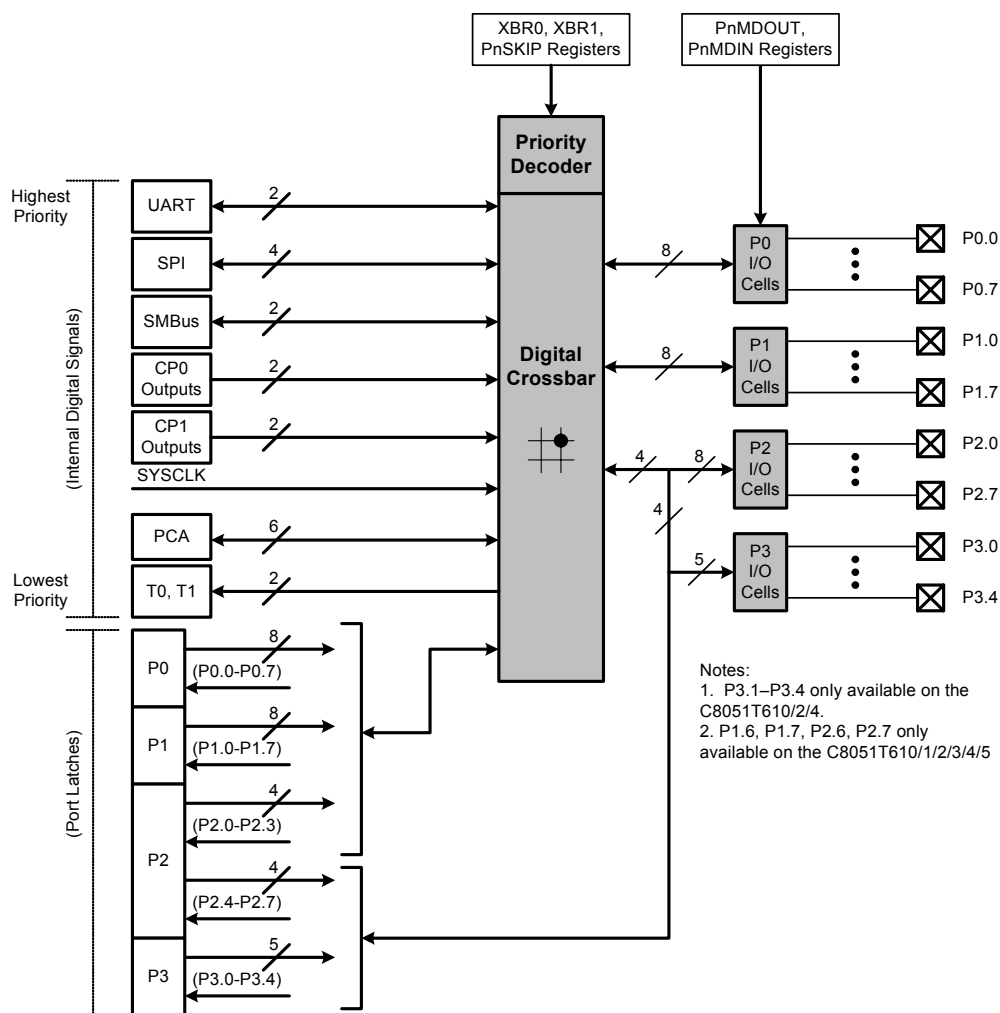 XBR0, XBR1,
PnSKIP Registers
PnMDOUT,
PnMDIN Registers
Priority
Decoder
Highest
Priority
UART
2
SPI
4
SMBus
2
CP0
Outputs
2
CP1
Outputs
2
SYSCLK
PCA
6
Lowest
Priority
T0, T1
2
(Internal Digital Signals)
Digital
Crossbar
8
P0
I/O
Cells
P0.0
P0.7
8
P1
I/O
Cells
P1.0
P1.7
4
8
P2
I/O
Cells
P2.0
P2.7
4
5
P3
I/O
Cells
P3.0
P3.4
(Port Latches)
P0
8
(P0.0-P0.7)
P1
8
(P1.0-P1.7)
P2
4
(P2.0-P2.3)
4
(P2.4-P2.7)
P3
5
(P3.0-P3.4)
Notes:
1. P3.1–P3.4 only available on the
C8051T610/2/4.
2. P1.6, P1.7, P2.6, P2.7 only
available on the C8051T610/1/2/3/4/5